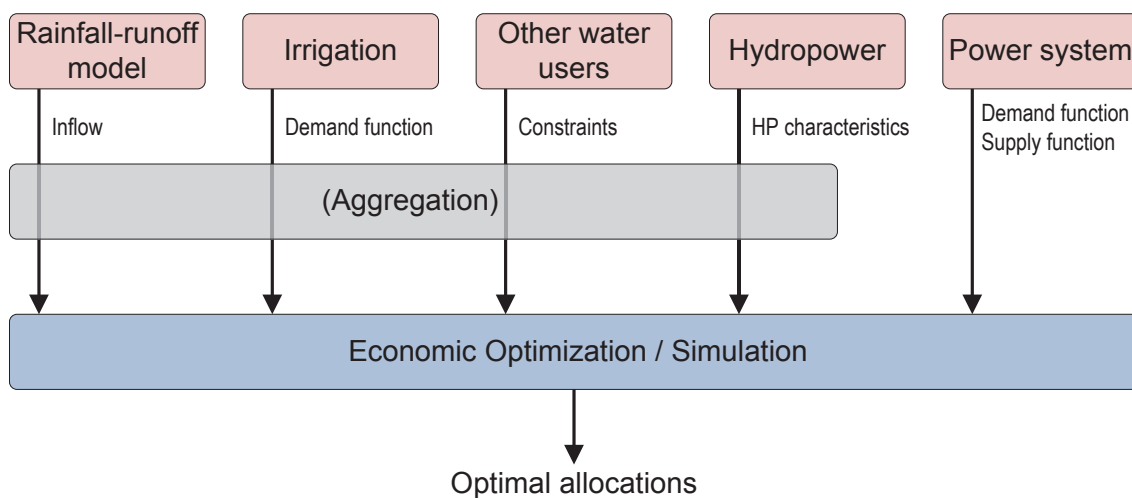 Rainfall-runoff
model
Irrigation
Other water
users
Hydropower
Power system
Inflow
Demand function
Constraints
HP characteristics
Demand function
Supply function
(Aggregation)
Economic Optimization / Simulation
Optimal allocations